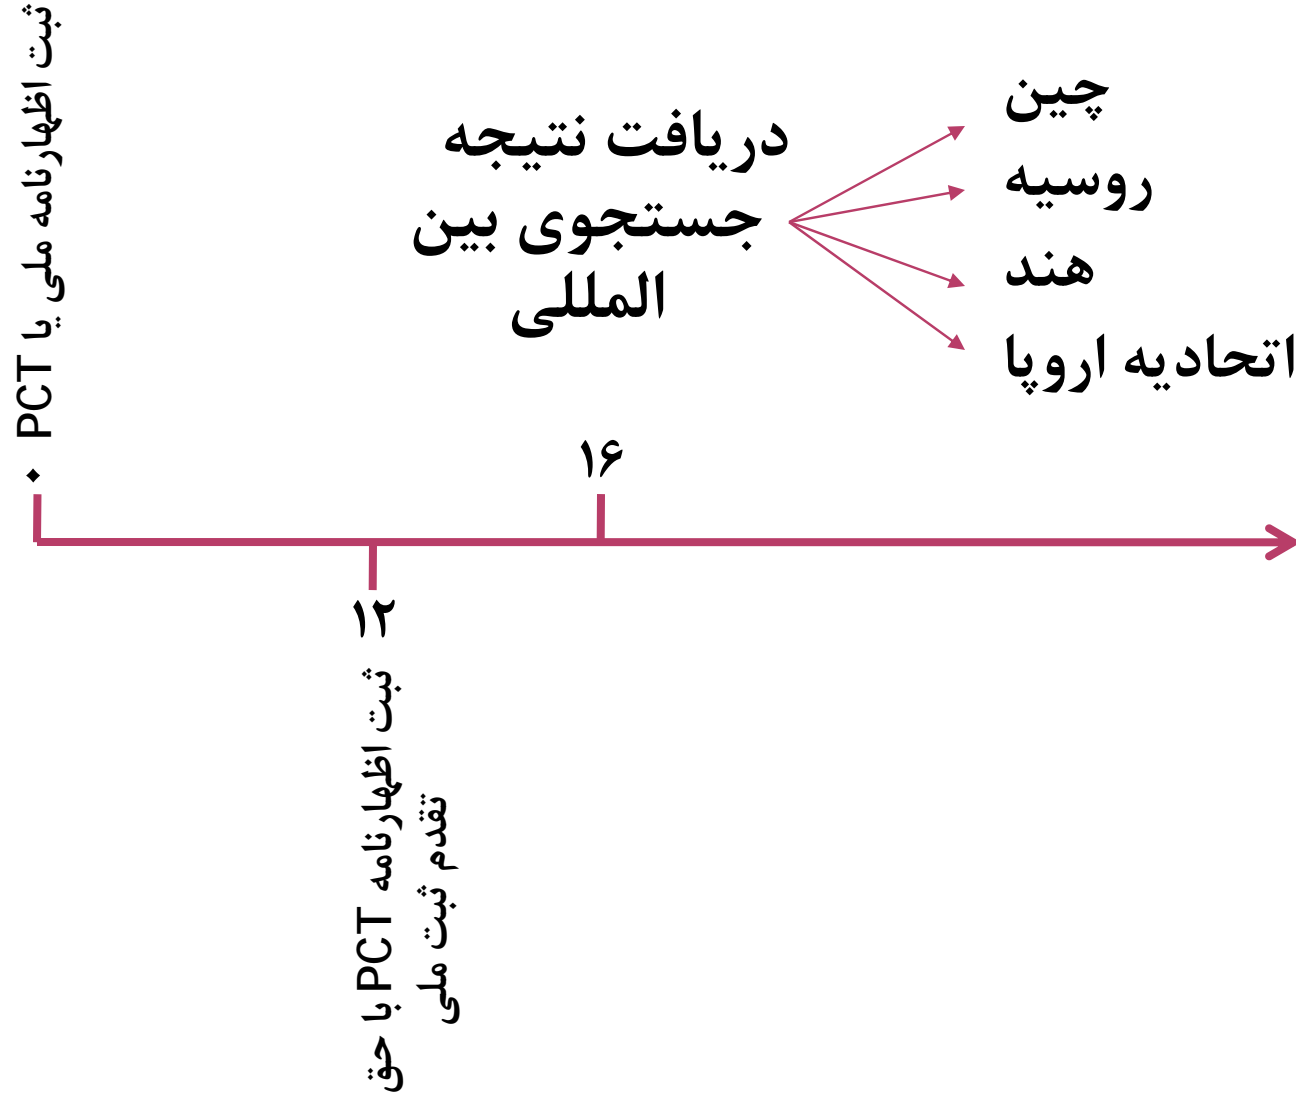 ثبت اظهارنامه ملی یا PCT
۰
دریافت نتیجه
جستجوی بین
المللی
چین
روسیه
هند
اتحادیه اروپا
۱۶
۱۲
ثبت اظهارنامه PCT با حق
تقدم ثبت ملی